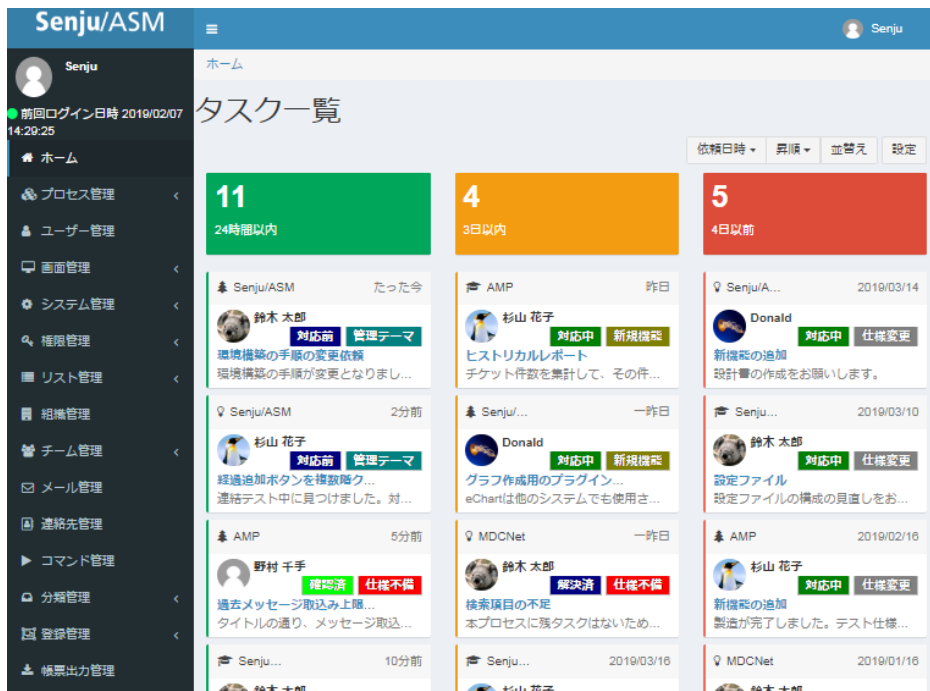 Senju/ASM
Senju
Senju
前回ログイン日時 2019/02/07
14:29:25
ホーム
プロセス管理
ユーザー管理
画面管理
システム管理
権限管理
リスト管理
組織管理
チーム管理
メール管理
連絡先管理
コマンド管理
分類管理
登録管理
帳票出力管理
ホーム
タスク一覧
依頼日時 昇順 並替え 設定
11
24時間以内
Senju/ASM たった今
鈴木 太郎
対応前 管理テーマ
環境構築の手順の変更依頼
環境構築の手順が変更となりまし...
Senju/ASM 2分前
杉山 花子
対応前 管理テーマ
経過追加ボタンを複数階ク...
連結テスト中に見つけました。対...
AMP 5分前
野村 千手
確認済 仕様不備
過去メッセージ取込み上限...
タイトルの通り、メッセージ取込...
Senju... 10分前
鈴木 太郎
4
3日以内
AMP 昨日
杉山 花子
対応中 新規機能
ヒストリカルレポート
チケット件数を集計して、その件...
Senju/... 一昨日
Donald
対応中 新規機能
グラフ作成用のプラグイン...
eChartは他のシステムでも使用さ...
MDCNet 一昨日
鈴木 太郎
解決済 仕様不備
検索項目の不足
本プロセスに残タスクはないため...
Senju... 2019/03/16
杉山 花子
5
4日以前
Senju/A... 2019/03/14
Donald
対応中 仕様変更
新機能の追加
設計書の作成をお願いします。
Senju... 2019/03/10
鈴木 太郎
対応中 仕様変更
設定ファイル
設定ファイルの構成の見直しをお...
AMP 2019/02/16
杉山 花子
対応中 仕様変更
新機能の追加
製造が完了しました。テスト仕様...
MDCNet 2019/01/16
鈴木 太郎